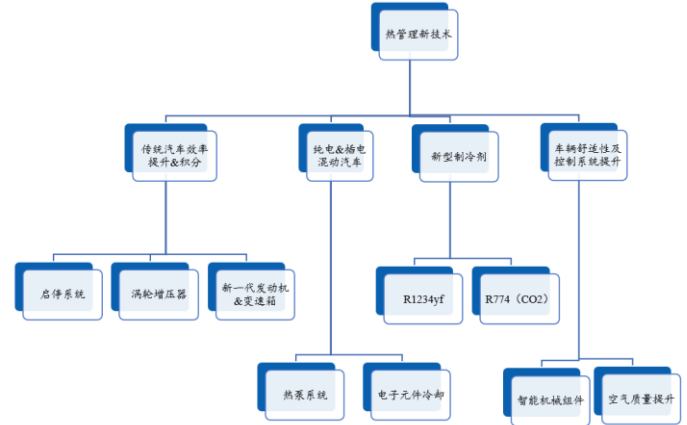 热管理新技术
传统汽车效率
提升&积分
纯电&插电
混动汽车
新型制冷剂
车辆舒适性及
控制系统提升
启停系统
涡轮增压器
新一代发动机
&变速箱
R1234yf
R774（CO2）
热泵系统
电子元件冷却
智能机械组件
空气质量提升